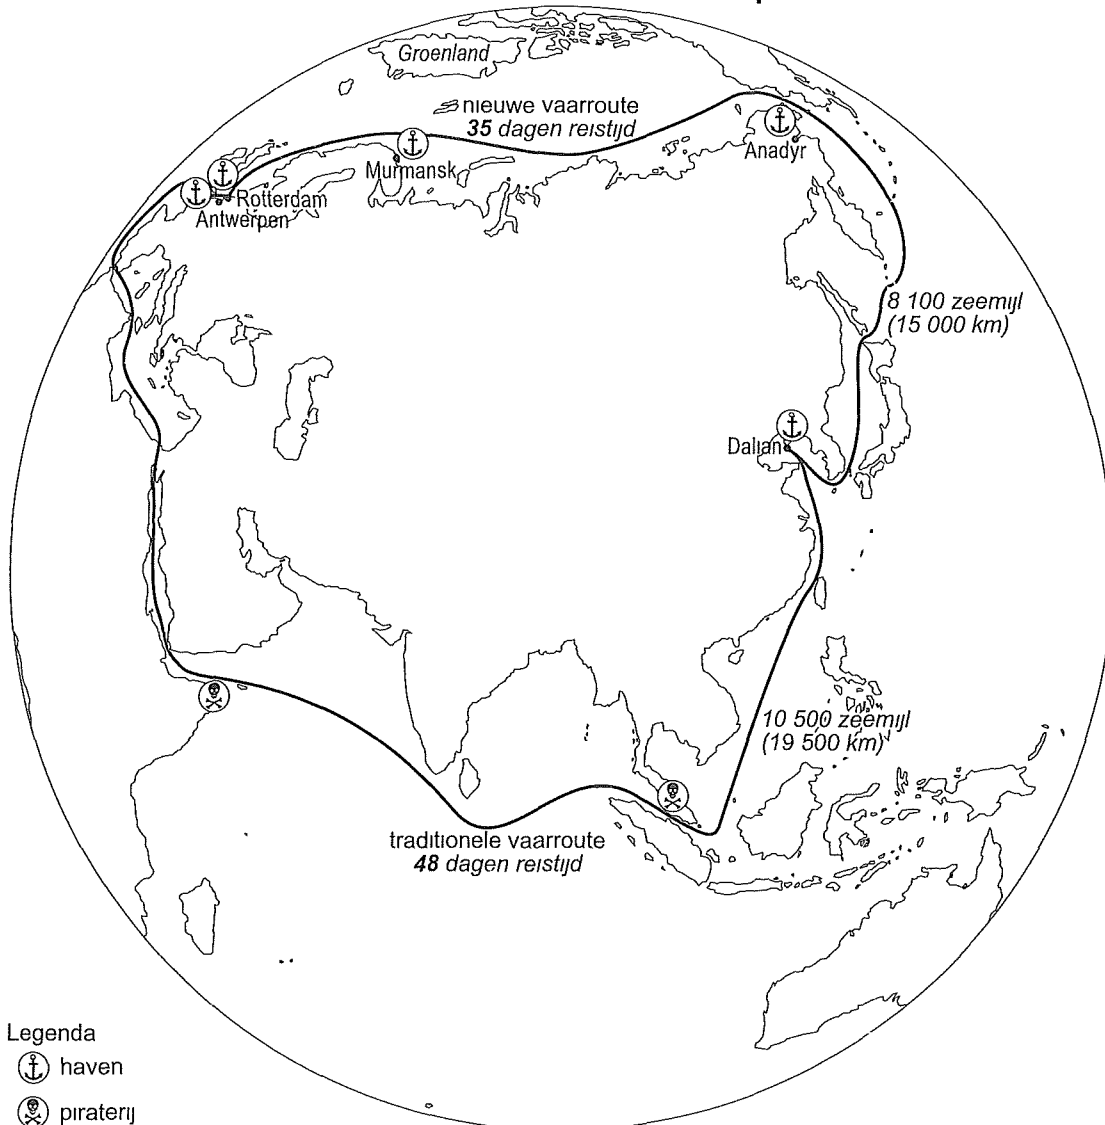 Groenland
nieuwe vaarroute
35 dagen reistijd
Anadyr
Murmansk
Rotterdam
Antwerpen
8 100 zeemijl
(15 000 km)
Dalian
10 500 zeemijl
(19 500 km)
traditionele vaarroute
48 dagen reistijd
Legenda
haven
piraterij